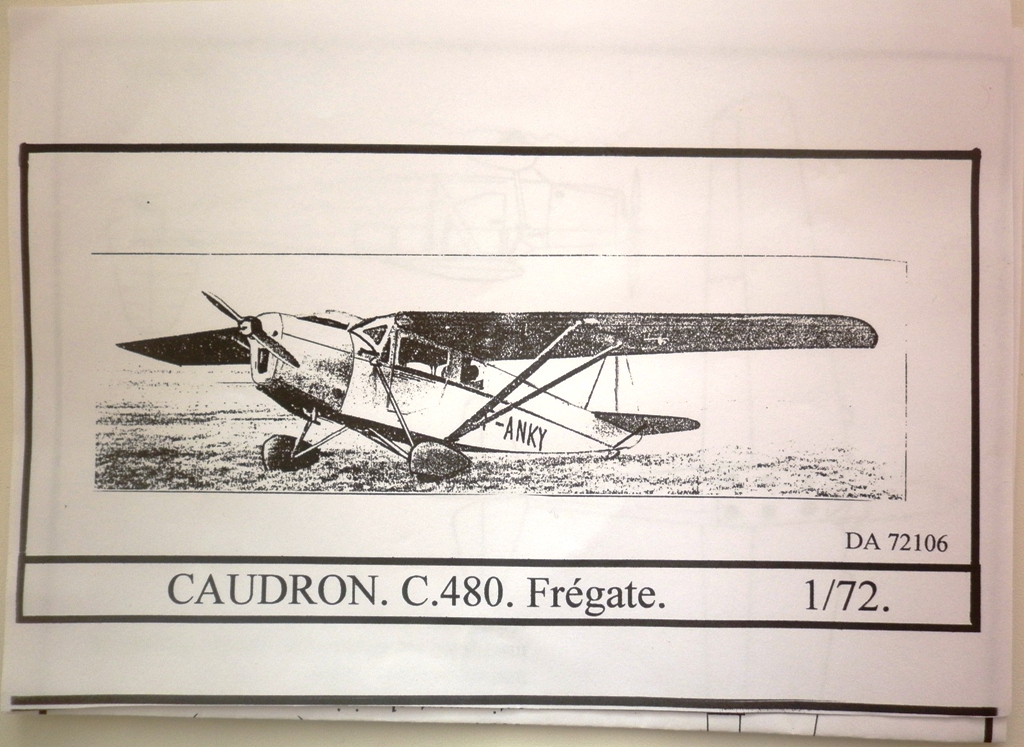 -ANKY
DA 72106
CAUDRON. C.480. Frégate. 1/72.